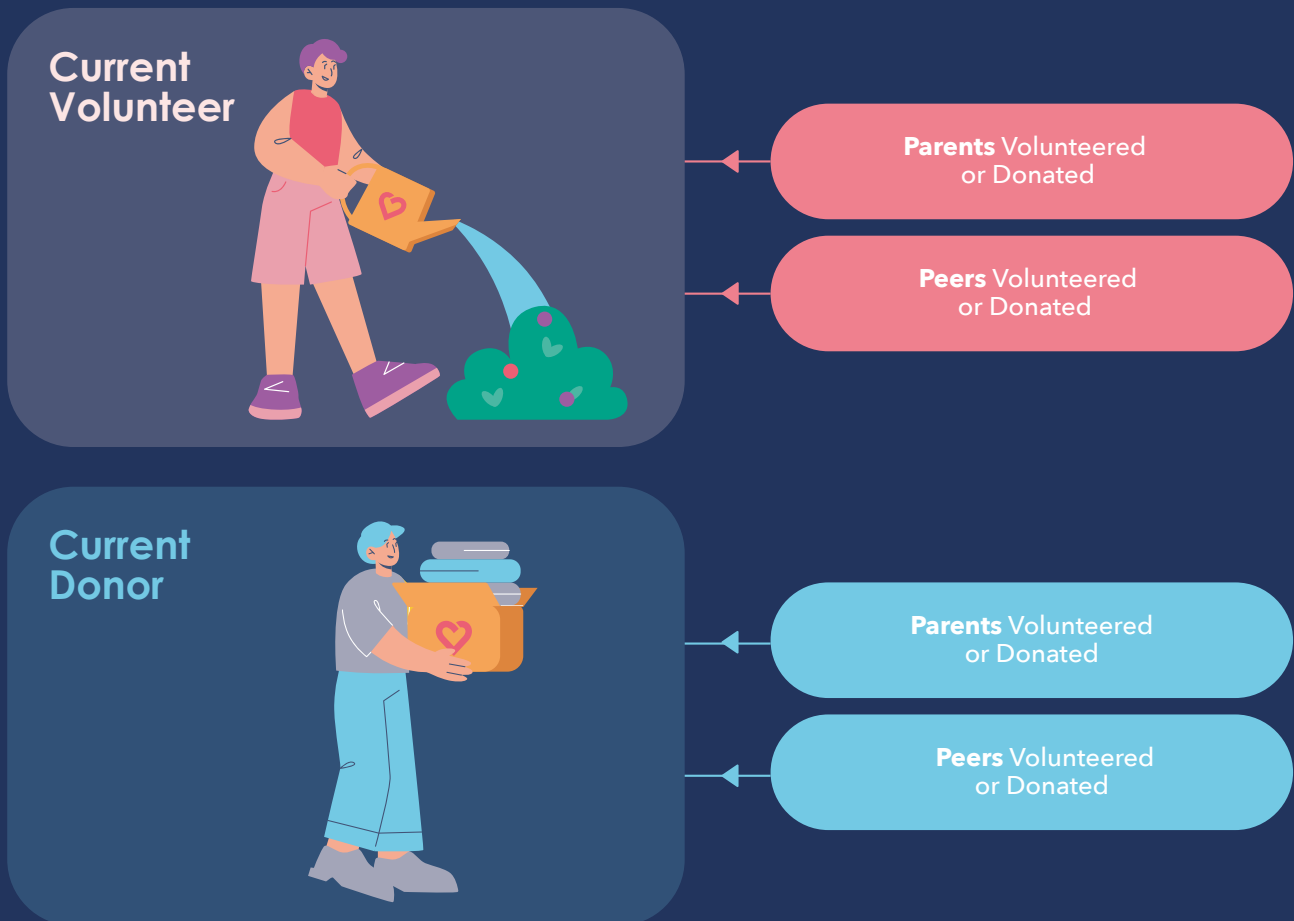 Current
Volunteer
Parents Volunteered
or Donated
Peers Volunteered
or Donated
Current
Donor
Parents Volunteered
or Donated
Peers Volunteered
or Donated